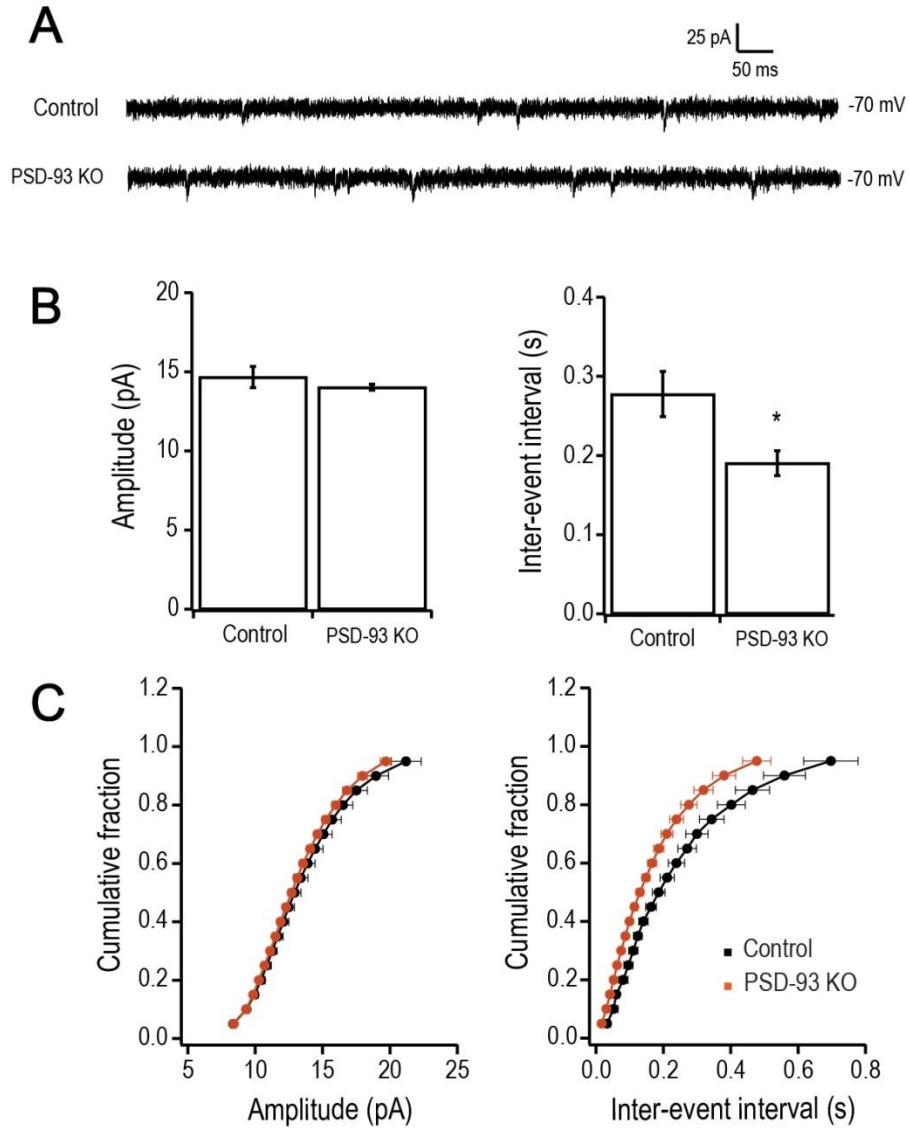 A
25 pA
50 ms
Control
-70 mV
PSD-93 KO
-70 mV
B
20
15
10
5
0
Amplitude (pA)
Control
PSD-93 KO
0.4
0.3
0.2
0.1
0.0
Inter-event interval (s)
*
Control
PSD-93 KO
C
1.2
1.0
0.8
0.6
0.4
0.2
0.0
Cumulative fraction
5
10
15
20
25
Amplitude (pA)
1.2
1.0
0.8
0.6
0.4
0.2
0.0
Cumulative fraction
Control
PSD-93 KO
0.0
0.2
0.4
0.6
0.8
Inter-event interval (s)